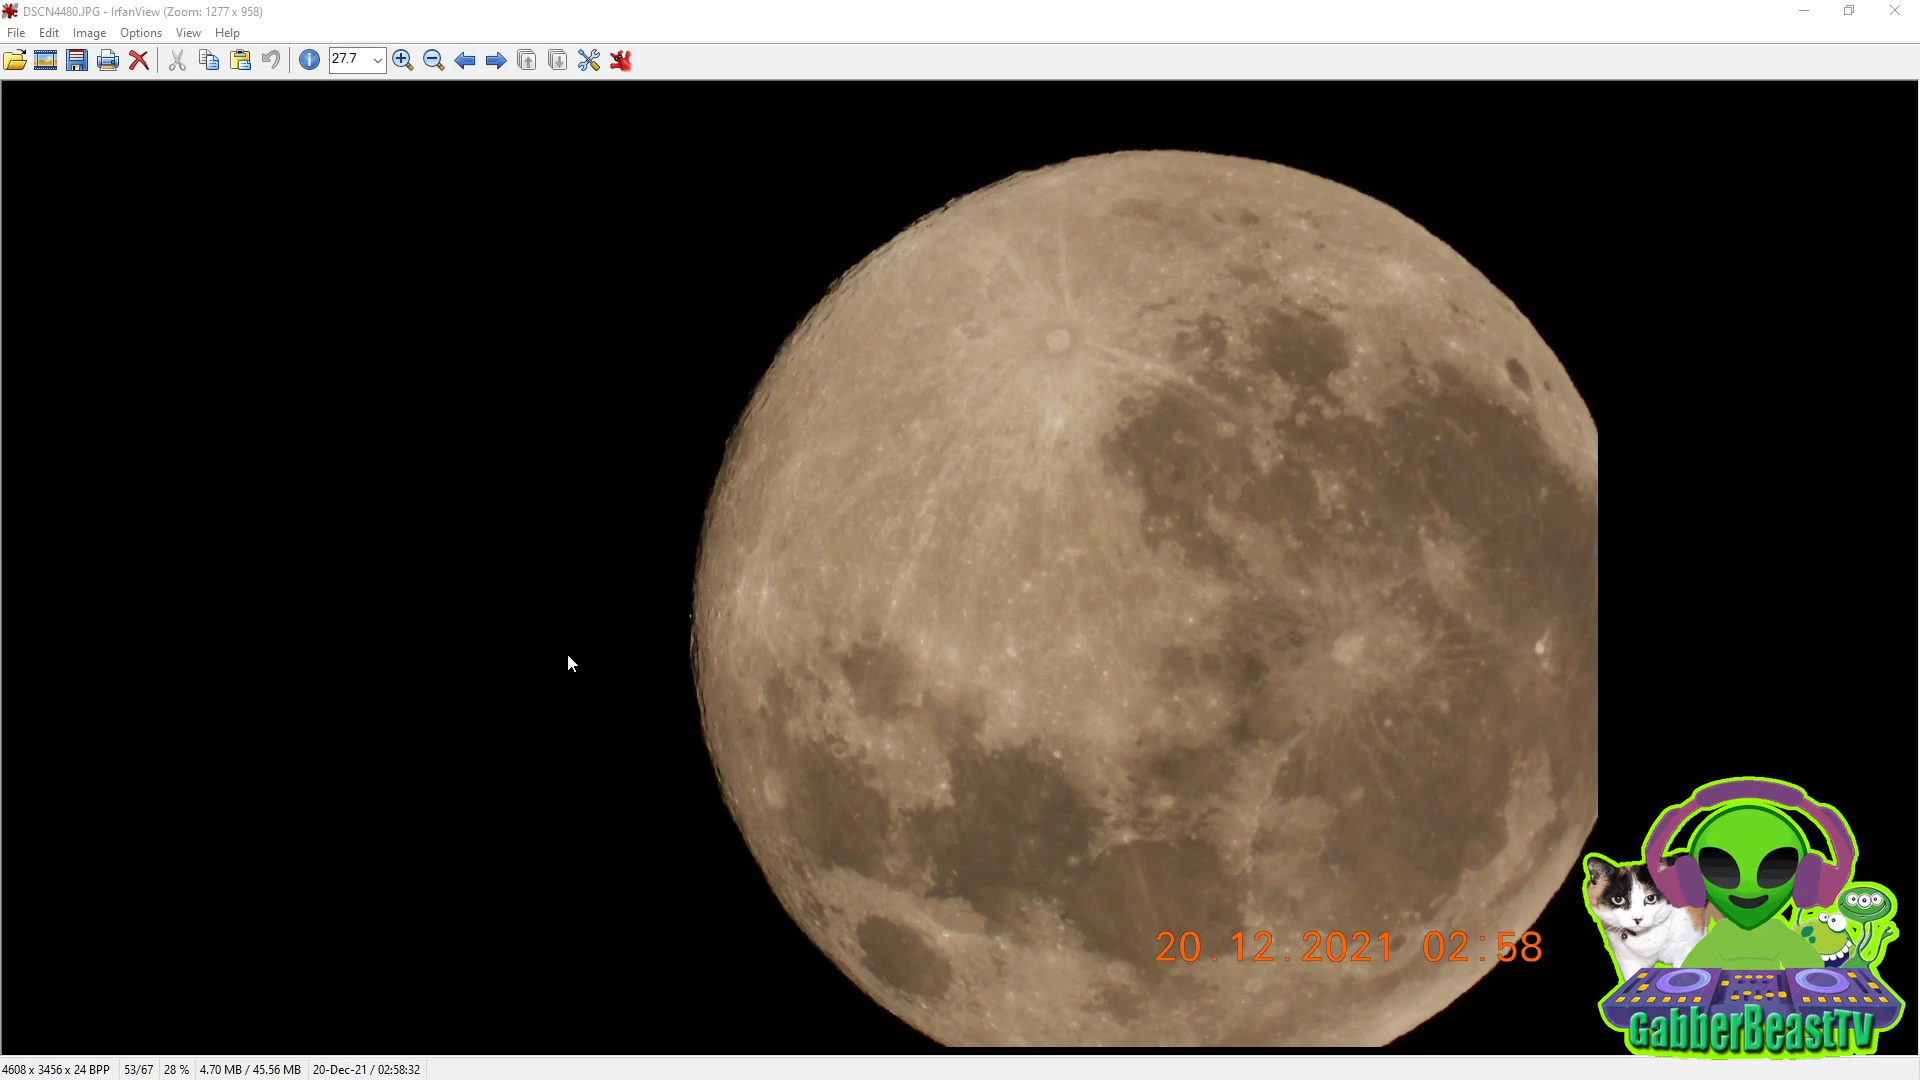 DSCN4480.JPG - IrfanView (Zoom: 1277 x 958)
File Edit Image Options View Help
27.7
20.12.2021 02:58
GabberBeastTV
4608 x 3456 x 24 BPP 53/67 28 % 4.70 MB / 45.56 MB 20-Dec-21 / 02:58:32